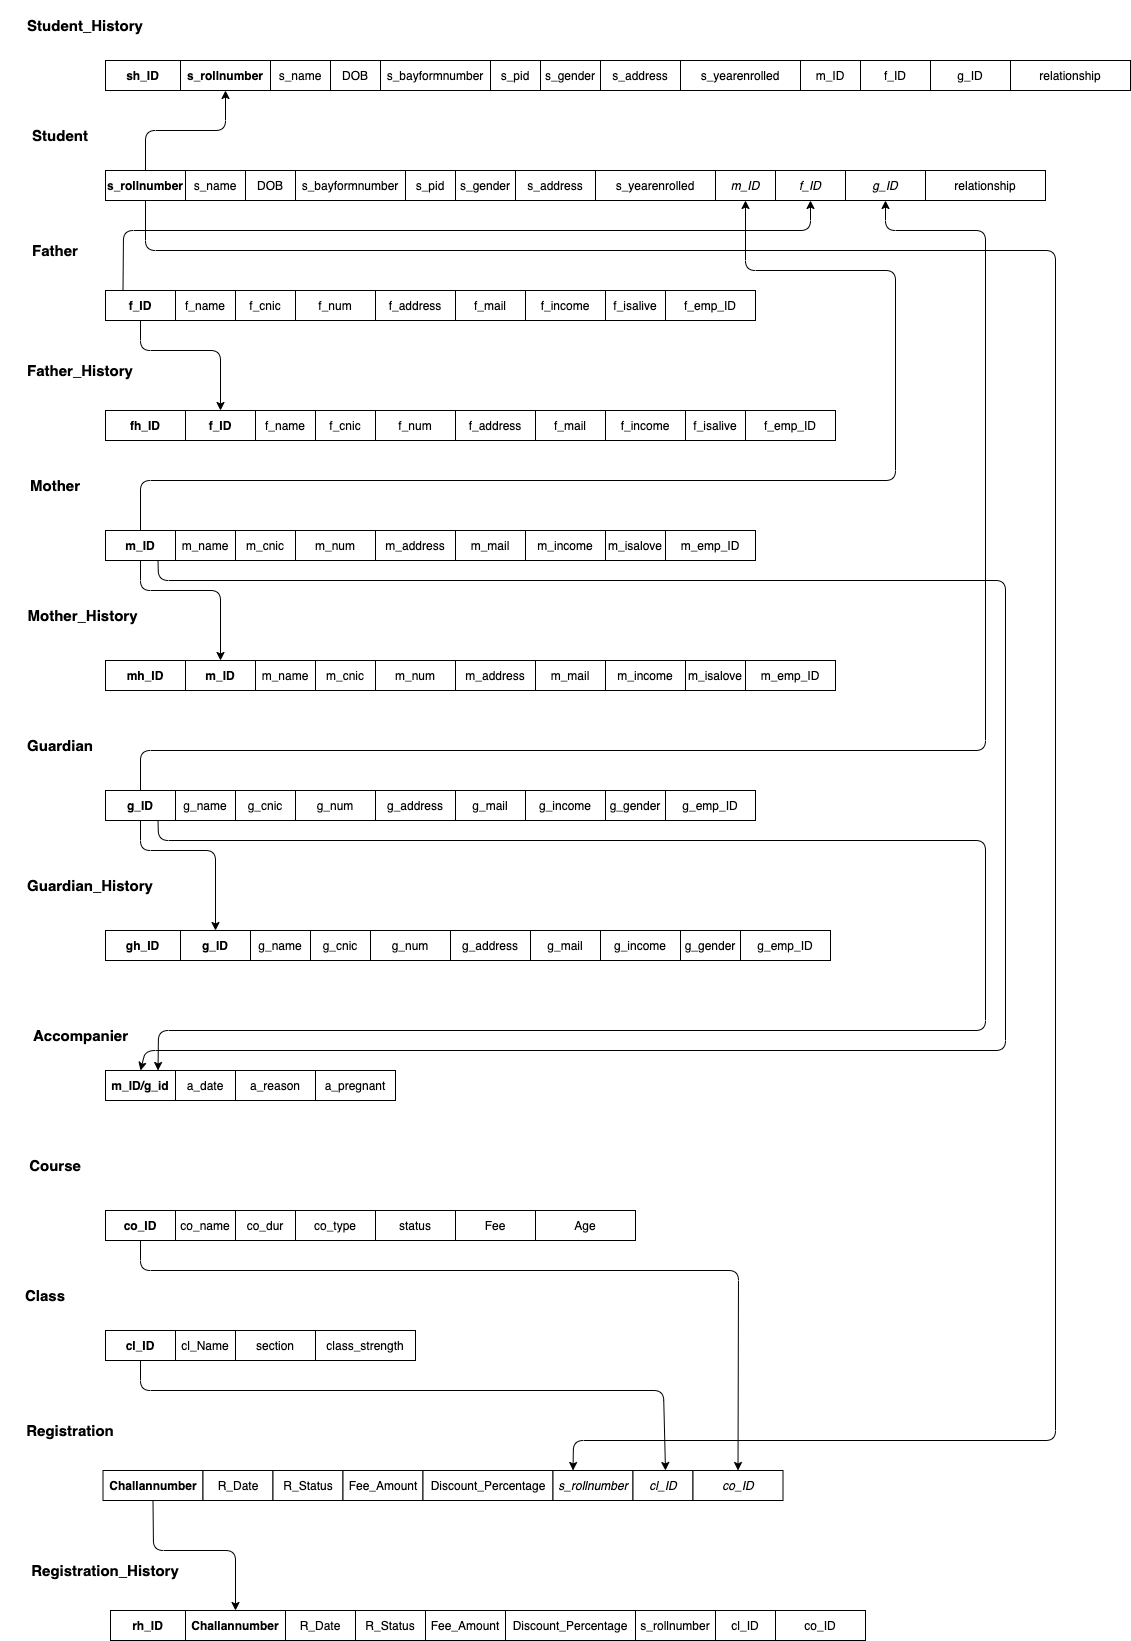 Student_History
sh_ID s_rollnumber s_name DOB s_bayformnumber s_pid s_gender s_address s_yearenrolled m_ID f_ID g_ID relationship
Student
s_rollnumber s_name DOB s_bayformnumber s_pid s_gender s_address s_yearenrolled m_ID f_ID g_ID relationship
Father
f_ID f_name f_cnic f_num f_address f_mail f_income f_isalive f_emp_ID
Father_History
fh_ID f_ID f_name f_cnic f_num f_address f_mail f_income f_isalive f_emp_ID
Mother
m_ID m_name m_cnic m_num m_address m_mail m_income m_isalove m_emp_ID
Mother_History
mh_ID m_ID m_name m_cnic m_num m_address m_mail m_income m_isalove m_emp_ID
Guardian
g_ID g_name g_cnic g_num g_address g_mail g_income g_gender g_emp_ID
Guardian_History
gh_ID g_ID g_name g_cnic g_num g_address g_mail g_income g_gender g_emp_ID
Accompanier
m_ID/g_id a_date a_reason a_pregnant
Course
co_ID co_name co_dur co_type status Fee Age
Class
cl_ID cl_Name section class_strength
Registration
Challannumber R_Date R_Status Fee_Amount Discount_Percentage s_rollnumber cl_ID co_ID
Registration_History
rh_ID Challannumber R_Date R_Status Fee_Amount Discount_Percentage s_rollnumber cl_ID co_ID